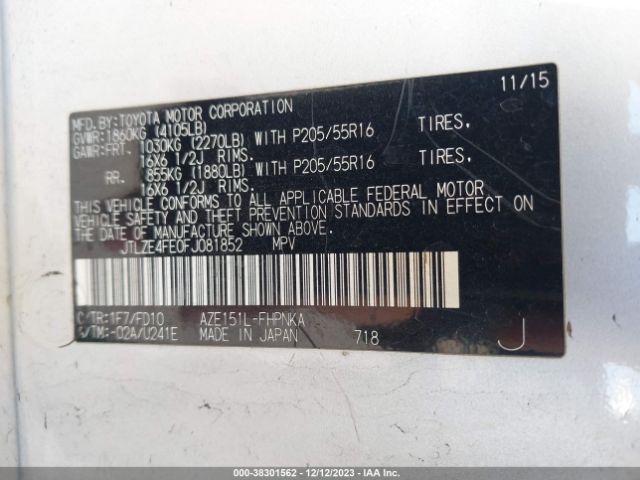 11/15
MFD.BY:TOYOTA MOTOR CORPORATION
GVWR:1860KG (4105LB)
GAWR:FRT. 1030KG (2270LB) WITH P205/55R16 TIRES,
16X6 1/2J RIMS.
RR. 855KG (1880LB) WITH P205/55R16 TIRES,
16X6 1/2J RIMS.
THIS VEHICLE CONFORMS TO ALL APPLICABLE FEDERAL MOTOR
VEHICLE SAFETY AND THEFT PREVENTION STANDARDS IN EFFECT ON
THE DATE OF MANUFACTURE SHOWN ABOVE.
JTLZE4FE0FJ081852 MPV
C/TR:1F7/FD10 AZE151L-FHPNKA
A/TM:-02A/U241E MADE IN JAPAN 718 J
000-38301562 - 12/12/2023 - IAA Inc.